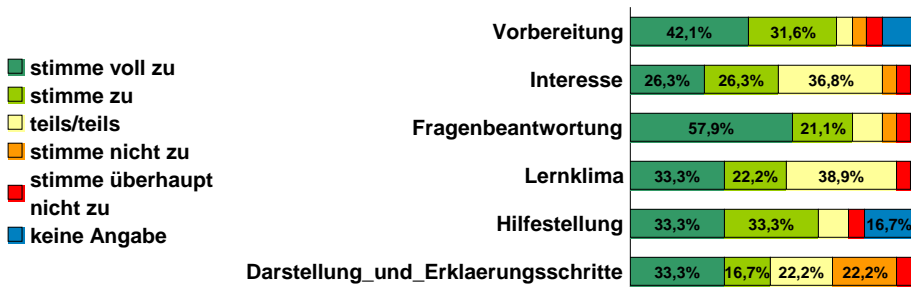 stimme voll zu
stimme zu
teils/teils
stimme nicht zu
stimme überhaupt
nicht zu
keine Angabe
Vorbereitung 42,1% 31,6%
Interesse 26,3% 26,3% 36,8%
Fragenbeantwortung 57,9% 21,1%
Lernklima 33,3% 22,2% 38,9%
Hilfestellung 33,3% 33,3% 16,7%
Darstellung_und_Erklaerungsschritte 33,3% 16,7% 22,2% 22,2%